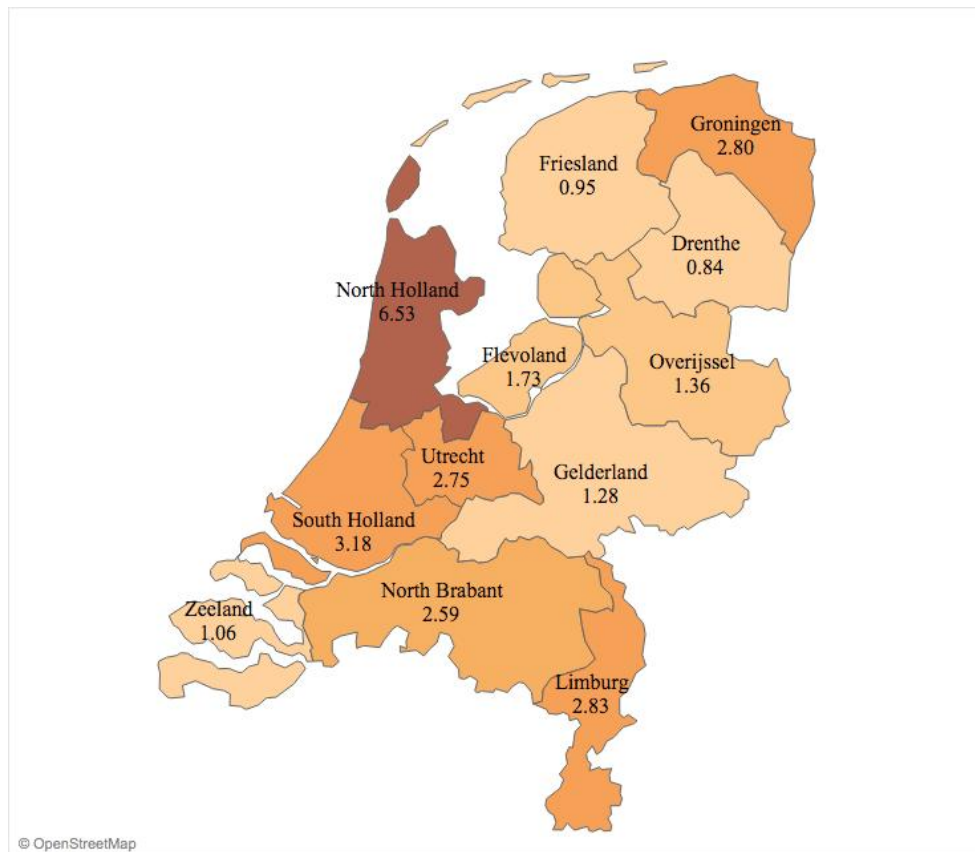 Groningen
2.80
Friesland
0.95
Drenthe
0.84
North Holland
6.53
Flevoland
1.73
Overijssel
1.36
Utrecht
2.75
Gelderland
1.28
South Holland
3.18
North Brabant
2.59
Zeeland
1.06
Limburg
2.83
© OpenStreetMap